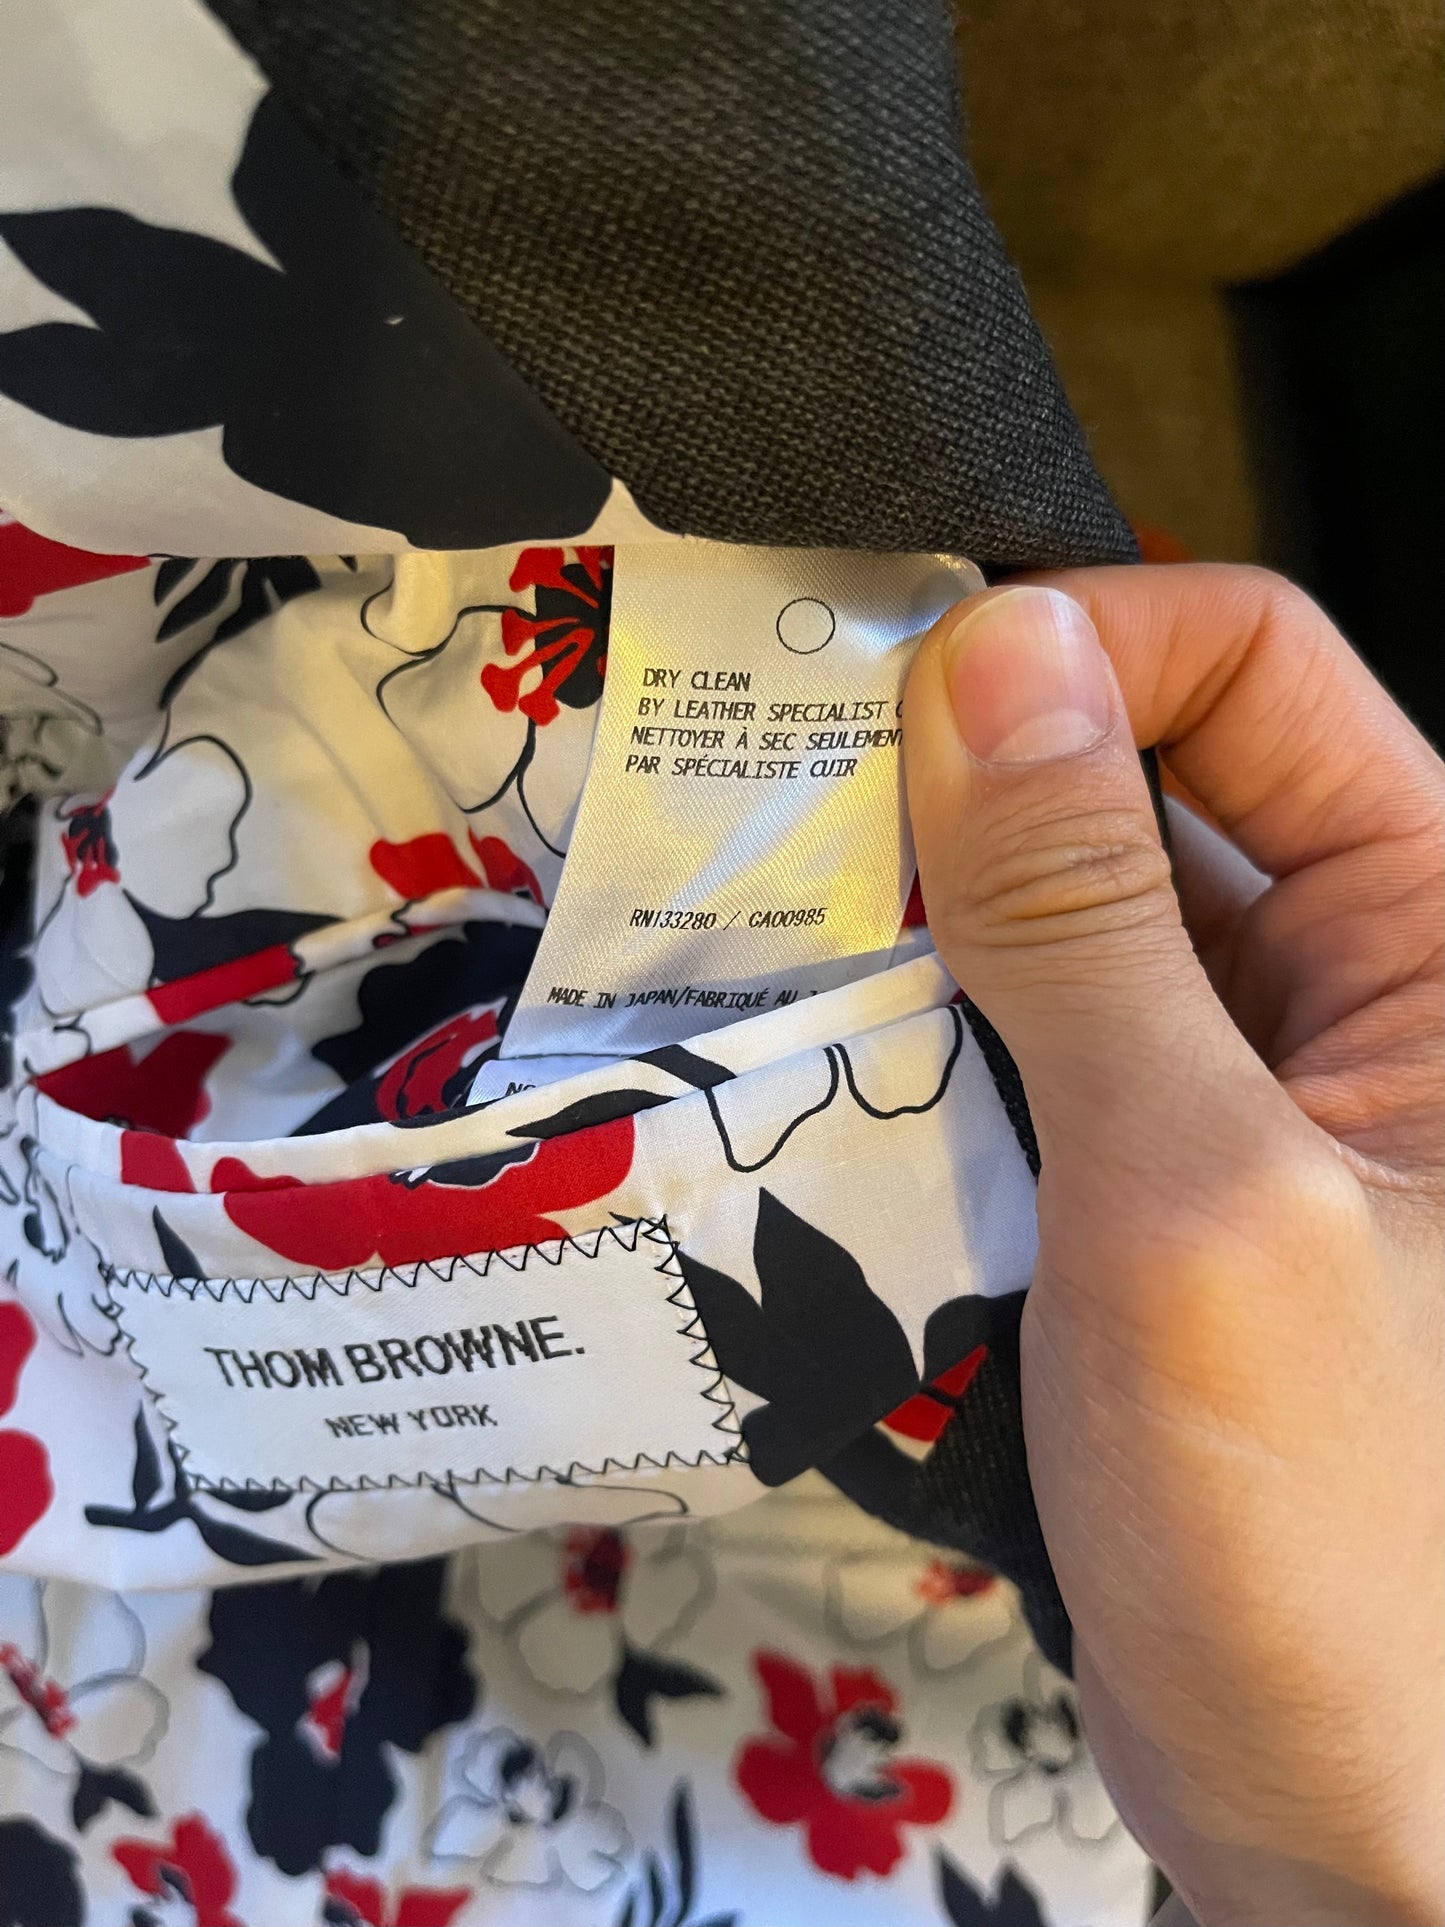 DRY CLEAN
BY LEATHER SPECIALIST
NETTOYER À SEC SEULEMENT
PAR SPÉCIALISTE CUIR
RN133280 / CA00985
MADE IN JAPAN/FABRIQUÉ AU
THOM BROWNE.
NEW YORK